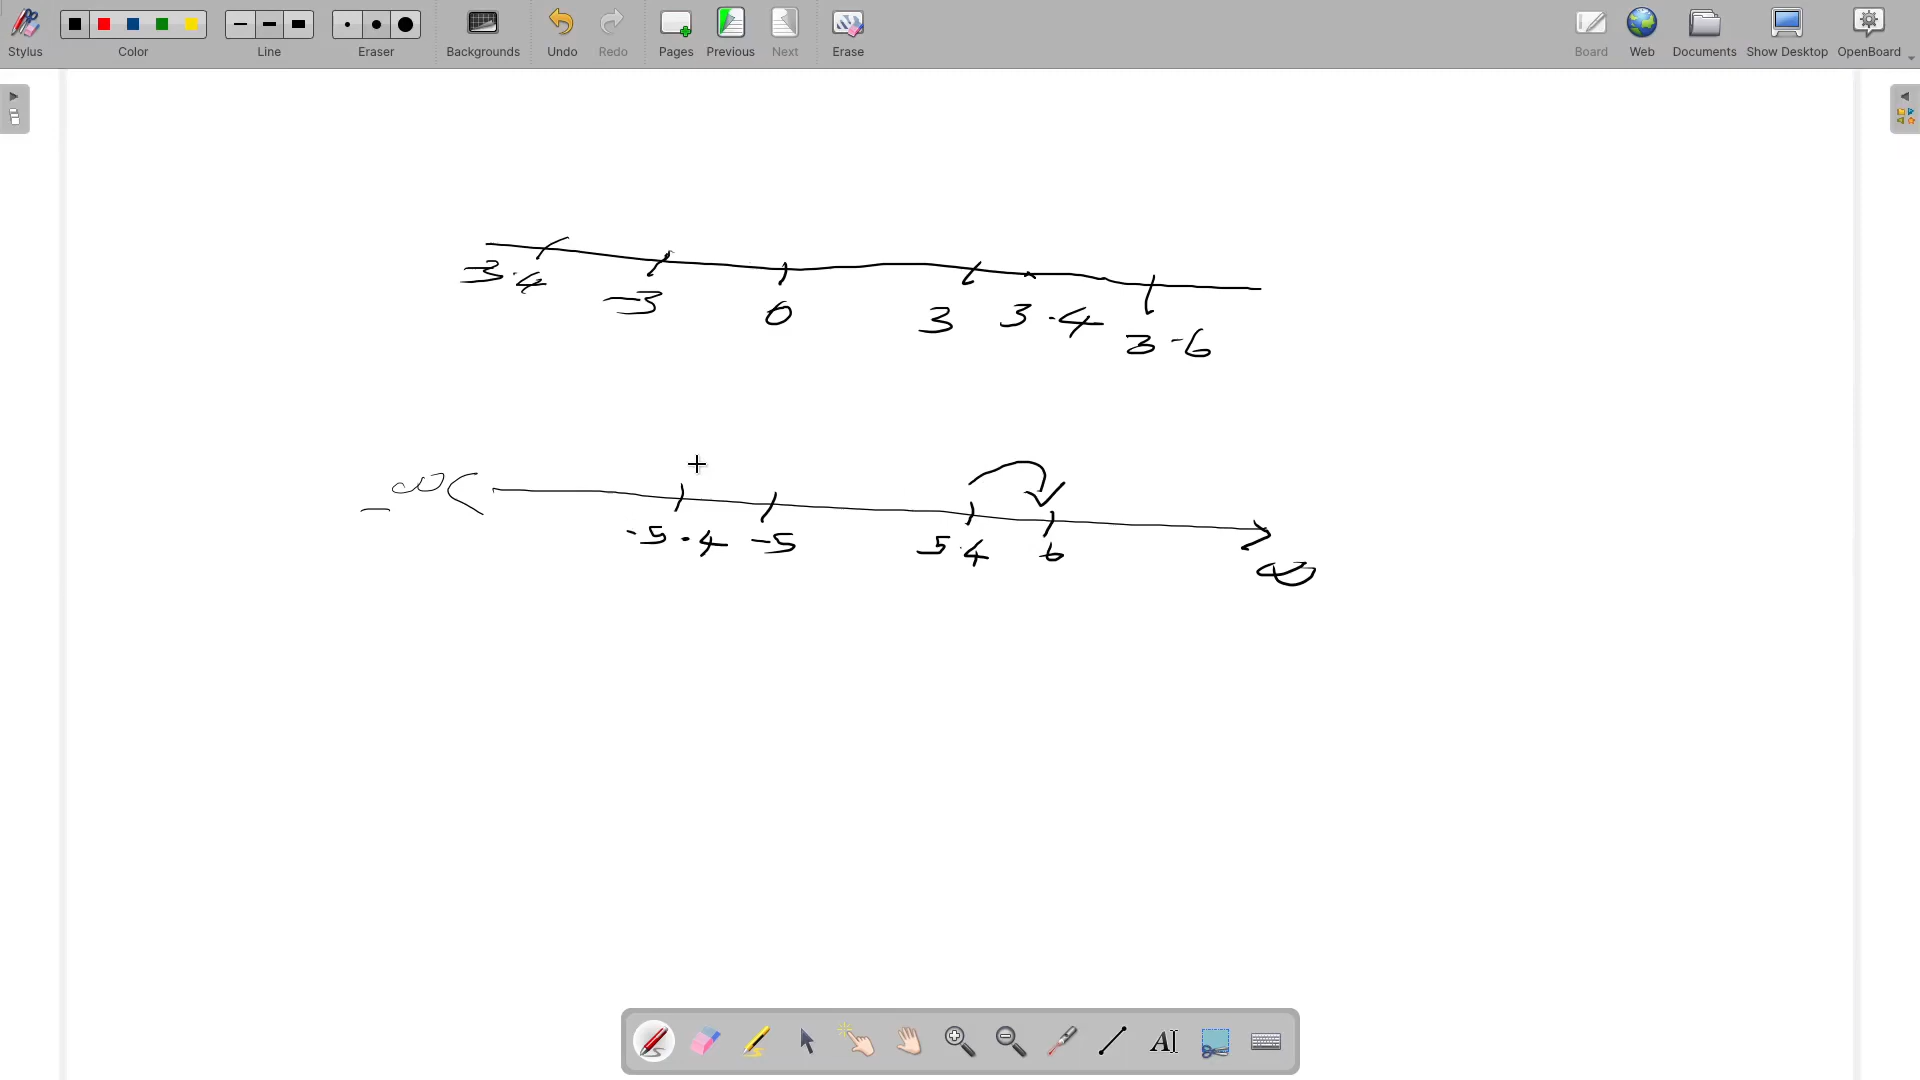 Stylus Color Line Eraser Backgrounds Undo Redo Pages Previous Next Erase Board Web Documents Show Desktop OpenBoard
-3.4 -3 0 3 3.4 3.6
-∞ -5.4 -5 5.4 6 ∞